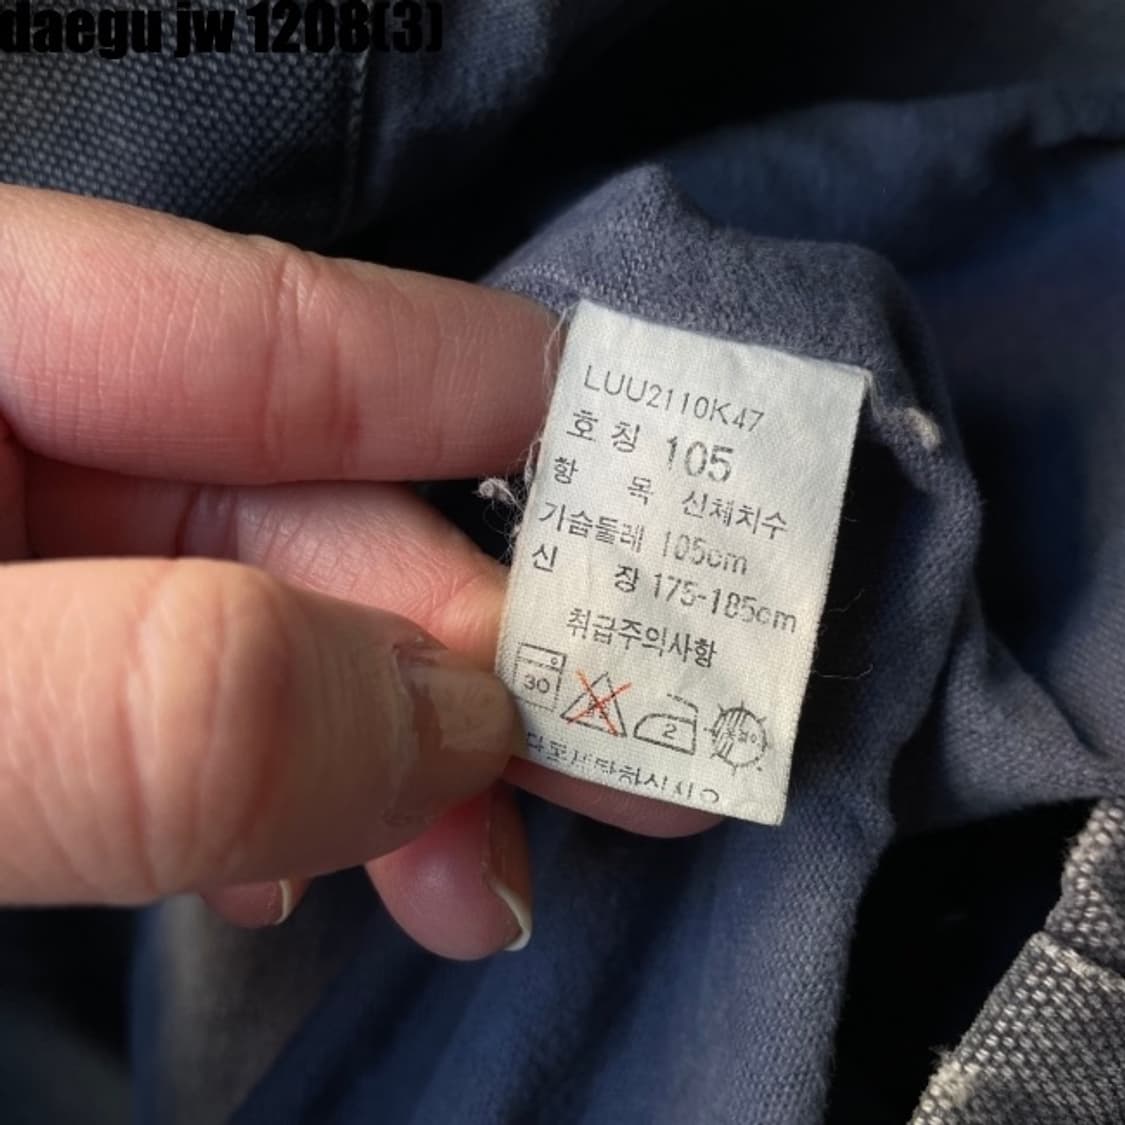 daegu jw 1208(3)
LUU2110K47
호칭 105
항 목 신체치수
가슴둘레 105cm
신 장 175-185cm
취급주의사항
30
2